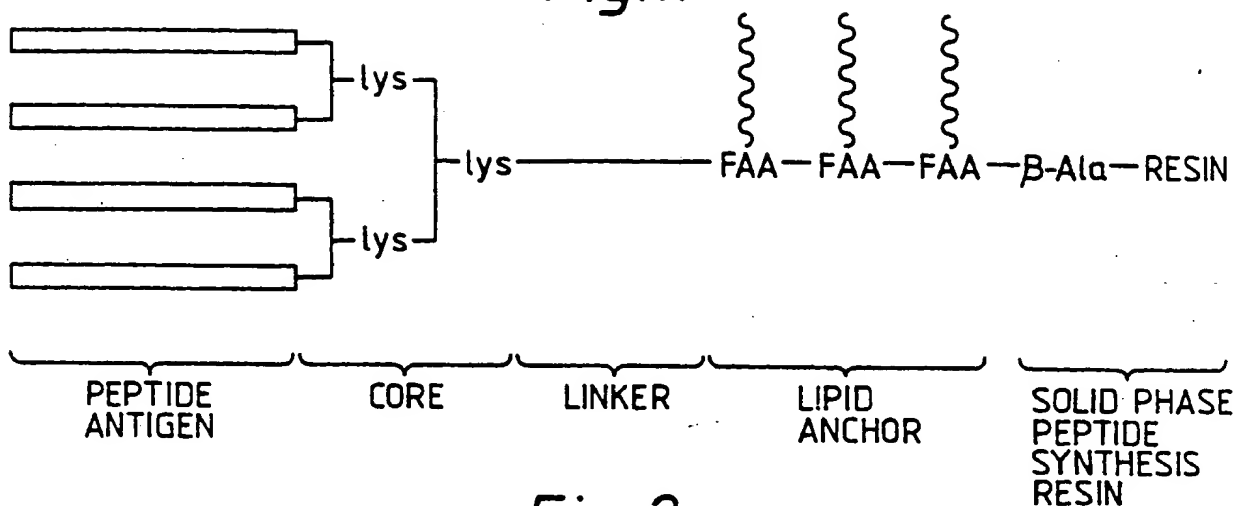 lys
lys
FAA—FAA—FAA—β-Ala—RESIN
lys
PEPTIDE
ANTIGEN
CORE
LINKER
LIPID
ANCHOR
SOLID PHASE
PEPTIDE
SYNTHESIS
RESIN